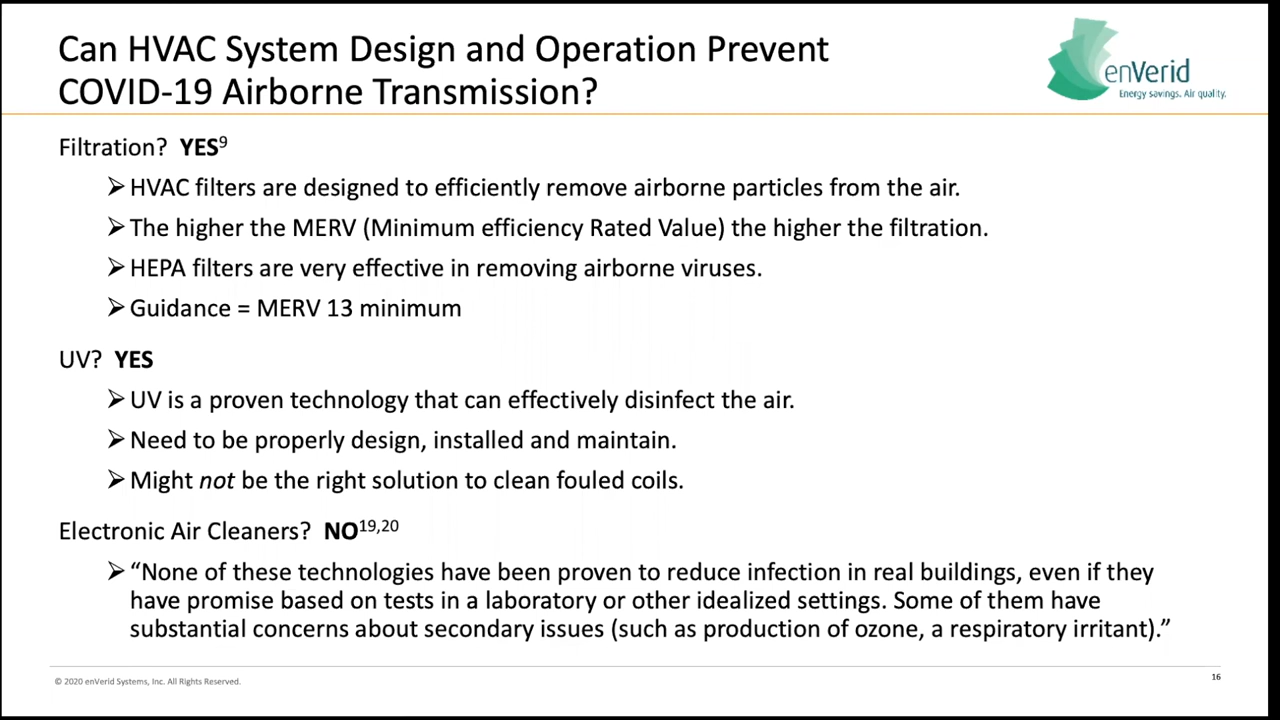 Can HVAC System Design and Operation Prevent
COVID-19 Airborne Transmission?
enVerid
Energy savings. Air quality.
Filtration? YES9
➢HVAC filters are designed to efficiently remove airborne particles from the air.
➢The higher the MERV (Minimum efficiency Rated Value) the higher the filtration.
➢HEPA filters are very effective in removing airborne viruses.
➢Guidance = MERV 13 minimum
UV? YES
➢UV is a proven technology that can effectively disinfect the air.
➢Need to be properly design, installed and maintain.
➢Might not be the right solution to clean fouled coils.
Electronic Air Cleaners? NO19,20
➢“None of these technologies have been proven to reduce infection in real buildings, even if they
have promise based on tests in a laboratory or other idealized settings. Some of them have
substantial concerns about secondary issues (such as production of ozone, a respiratory irritant).”
© 2020 enVerid Systems, Inc. All Rights Reserved.
16